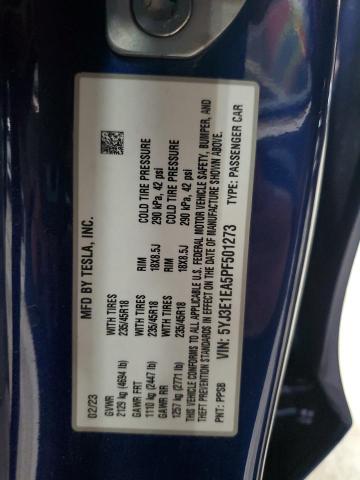 MFD BY TESLA, INC.
02/23
GVWR
2129 kg (4694 lb)
GAWR FRT WITH TIRES RIM COLD TIRE PRESSURE
1110 kg (2447 lb) 235/45R18 18X8.5J 290 kPa, 42 psi
GAWR RR WITH TIRES RIM COLD TIRE PRESSURE
1257 kg (2771 lb) 235/45R18 18X8.5J 290 kPa, 42 psi
THIS VEHICLE CONFORMS TO ALL APPLICABLE U.S. FEDERAL MOTOR VEHICLE SAFETY, BUMPER, AND
THEFT PREVENTION STANDARDS IN EFFECT ON THE DATE OF MANUFACTURE SHOWN ABOVE.
VIN: 5YJ3E1EA5PF501273 TYPE: PASSENGER CAR
PNT: PPSB